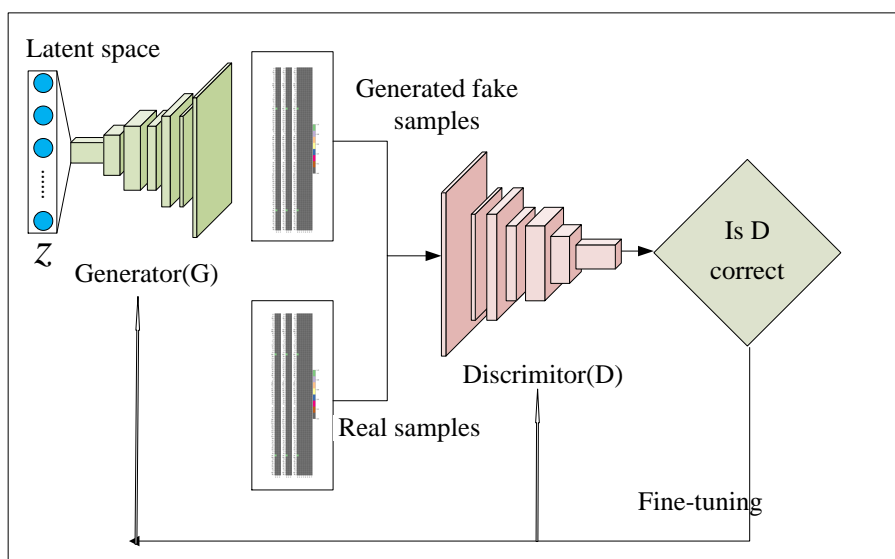 Latent space
......
z
Generator(G)
Generated fake
samples
Real samples
Discrimitor(D)
Is D
correct
Fine-tuning